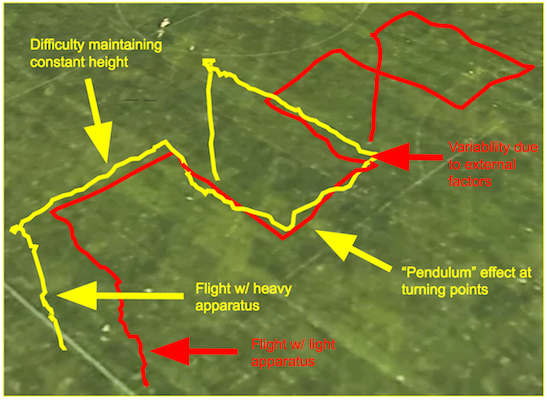 Difficulty maintaining
constant height
Variability due
to external
factors
“Pendulum” effect at
turning points
Flight w/ heavy
apparatus
Flight w/ light
apparatus